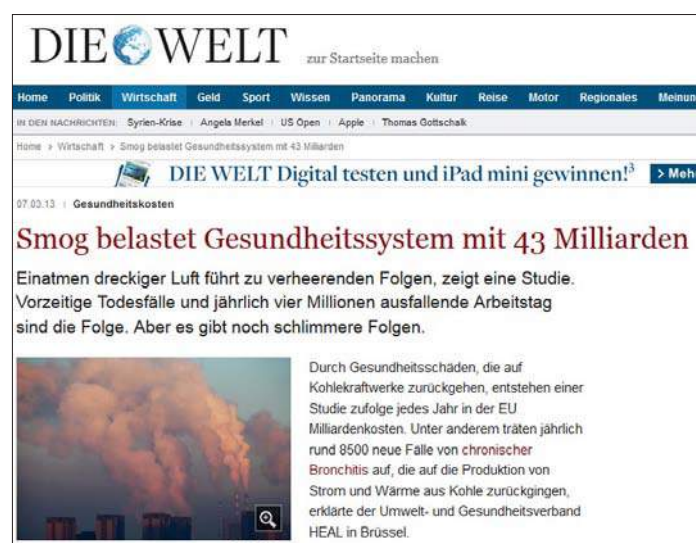 DIE WELT zur Startseite machen
Home Politik Wirtschaft Geld Sport Wissen Panorama Kultur Reise Motor Regionales Meinun
IN DEN NACHRICHTEN: Syrien-Krise Angela Merkel US Open Apple Thomas Gottschalk
Home > Wirtschaft > Smog belastet Gesundheitssystem mit 43 Milliarden
DIE WELT Digital testen und iPad mini gewinnen!³ > Mehr
07.03.13 Gesundheitskosten
Smog belastet Gesundheitssystem mit 43 Milliarden
Einatmen dreckiger Luft führt zu verheerenden Folgen, zeigt eine Studie.
Vorzeitige Todesfälle und jährlich vier Millionen ausfallende Arbeitstag
sind die Folge. Aber es gibt noch schlimmere Folgen.
Durch Gesundheitsschäden, die auf
Kohlekraftwerke zurückgehen, entstehen einer
Studie zufolge jedes Jahr in der EU
Milliardenkosten. Unter anderem träten jährlich
rund 8500 neue Fälle von chronischer
Bronchitis auf, die auf die Produktion von
Strom und Wärme aus Kohle zurückgingen,
erklärte der Umwelt- und Gesundheitsverband
HEAL in Brüssel.